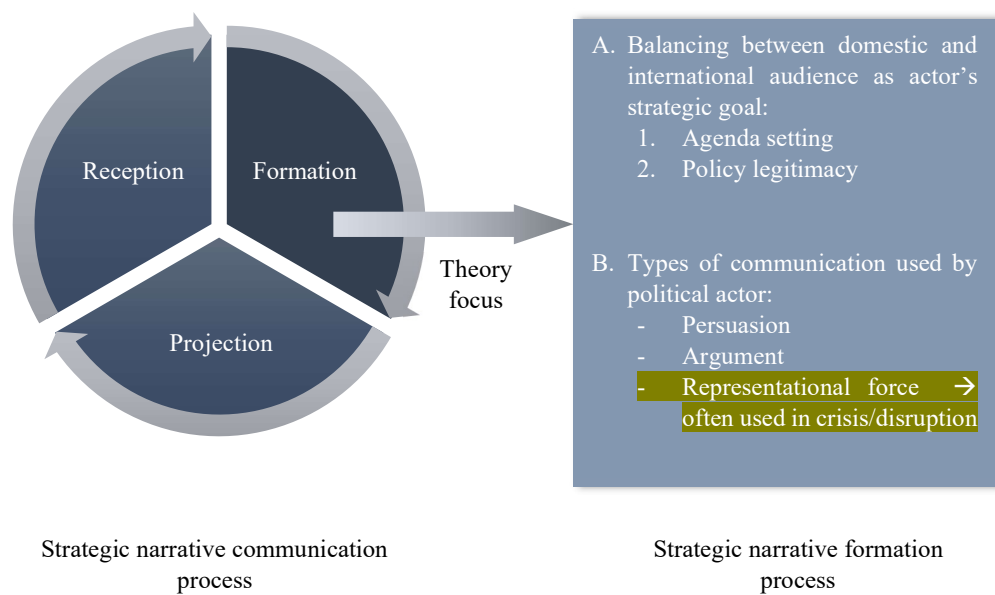 Reception
Formation
Projection
Theory
focus
A. Balancing between domestic and
international audience as actor's
strategic goal:
1. Agenda setting
2. Policy legitimacy
B. Types of communication used by
political actor:
- Persuasion
- Argument
- Representational force →
often used in crisis/disruption
Strategic narrative communication
process
Strategic narrative formation
process